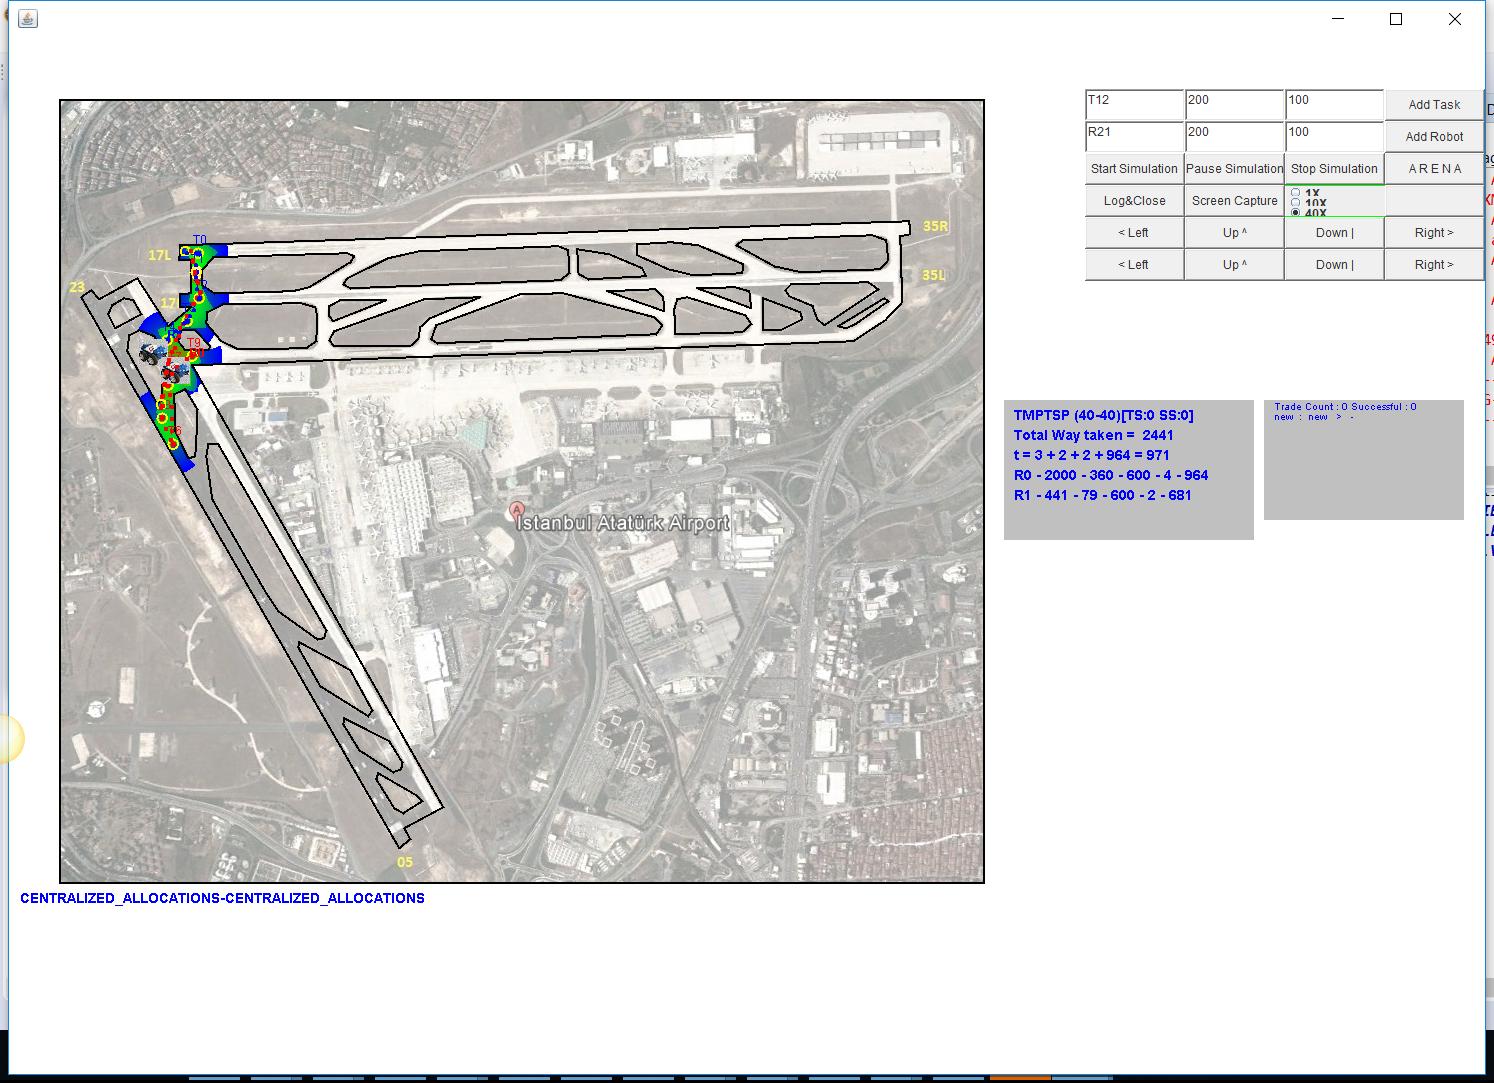 T12 200 100 Add Task
R21 200 100 Add Robot
Start Simulation Pause Simulation Stop Simulation A R E N A
Log&Close Screen Capture 1X
10X
40X
< Left Up ^ Down | Right >
< Left Up ^ Down | Right >
35R
T0
17L
35L
23
17
T9
A
Istanbul Atatürk Airport
05
TMPTSP (40-40)[TS:0 SS:0]
Total Way taken = 2441
t = 3 + 2 + 2 + 964 = 971
R0 - 2000 - 360 - 600 - 4 - 964
R1 - 441 - 79 - 600 - 2 - 681
Trade Count : 0 Successful : 0
new : new > -
CENTRALIZED_ALLOCATIONS-CENTRALIZED_ALLOCATIONS